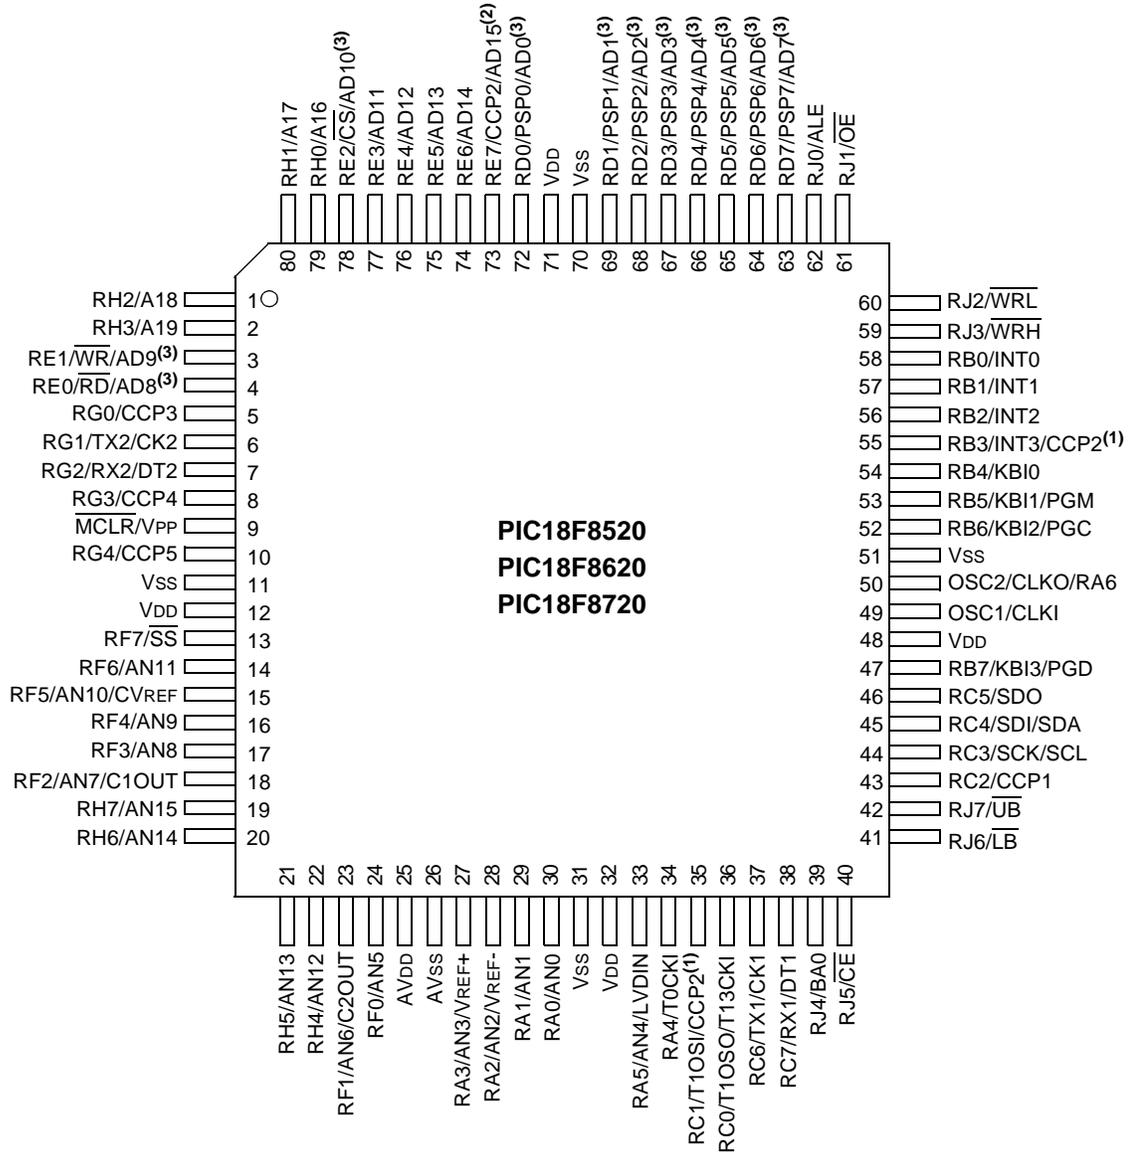 RH1/A17
RH0/A16
RE2/C̅S̅/AD10(3)
RE3/AD11
RE4/AD12
RE5/AD13
RE6/AD14
RE7/CCP2/AD15(2)
RD0/PSP0/AD0(3)
VDD
VSS
RD1/PSP1/AD1(3)
RD2/PSP2/AD2(3)
RD3/PSP3/AD3(3)
RD4/PSP4/AD4(3)
RD5/PSP5/AD5(3)
RD6/PSP6/AD6(3)
RD7/PSP7/AD7(3)
RJ0/ALE
RJ1/O̅E̅
80 79 78 77 76 75 74 73 72 71 70 69 68 67 66 65 64 63 62 61
RH2/A18 1
RH3/A19 2
RE1/W̅R̅/AD9(3) 3
RE0/R̅D̅/AD8(3) 4
RG0/CCP3 5
RG1/TX2/CK2 6
RG2/RX2/DT2 7
RG3/CCP4 8
M̅C̅L̅R̅/VPP 9
RG4/CCP5 10
VSS 11
VDD 12
RF7/S̅S̅ 13
RF6/AN11 14
RF5/AN10/CVREF 15
RF4/AN9 16
RF3/AN8 17
RF2/AN7/C1OUT 18
RH7/AN15 19
RH6/AN14 20
PIC18F8520
PIC18F8620
PIC18F8720
60 RJ2/W̅R̅L̅
59 RJ3/W̅R̅H̅
58 RB0/INT0
57 RB1/INT1
56 RB2/INT2
55 RB3/INT3/CCP2(1)
54 RB4/KBI0
53 RB5/KBI1/PGM
52 RB6/KBI2/PGC
51 VSS
50 OSC2/CLKO/RA6
49 OSC1/CLKI
48 VDD
47 RB7/KBI3/PGD
46 RC5/SDO
45 RC4/SDI/SDA
44 RC3/SCK/SCL
43 RC2/CCP1
42 RJ7/U̅B̅
41 RJ6/L̅B̅
21 22 23 24 25 26 27 28 29 30 31 32 33 34 35 36 37 38 39 40
RH5/AN13
RH4/AN12
RF1/AN6/C2OUT
RF0/AN5
AVDD
AVSS
RA3/AN3/VREF+
RA2/AN2/VREF-
RA1/AN1
RA0/AN0
VSS
VDD
RA5/AN4/LVDIN
RA4/T0CKI
RC1/T1OSI/CCP2(1)
RC0/T1OSO/T13CKI
RC6/TX1/CK1
RC7/RX1/DT1
RJ4/BA0
RJ5/C̅E̅